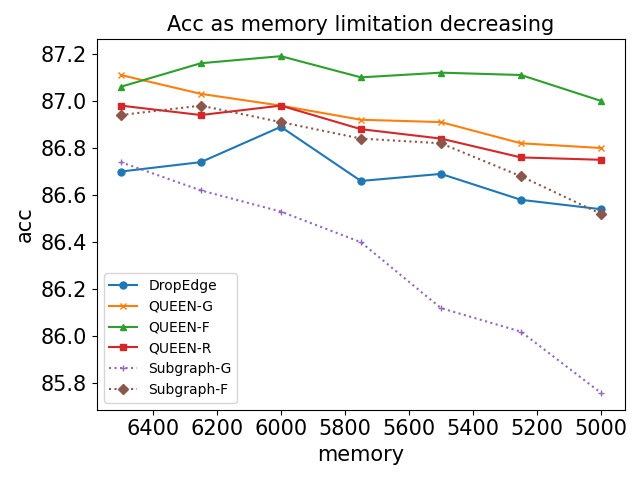 Acc as memory limitation decreasing
87.2
87.0
86.8
86.6
86.4
86.2
86.0
85.8
acc
DropEdge
QUEEN-G
QUEEN-F
QUEEN-R
Subgraph-G
Subgraph-F
6400 6200 6000 5800 5600 5400 5200 5000
memory